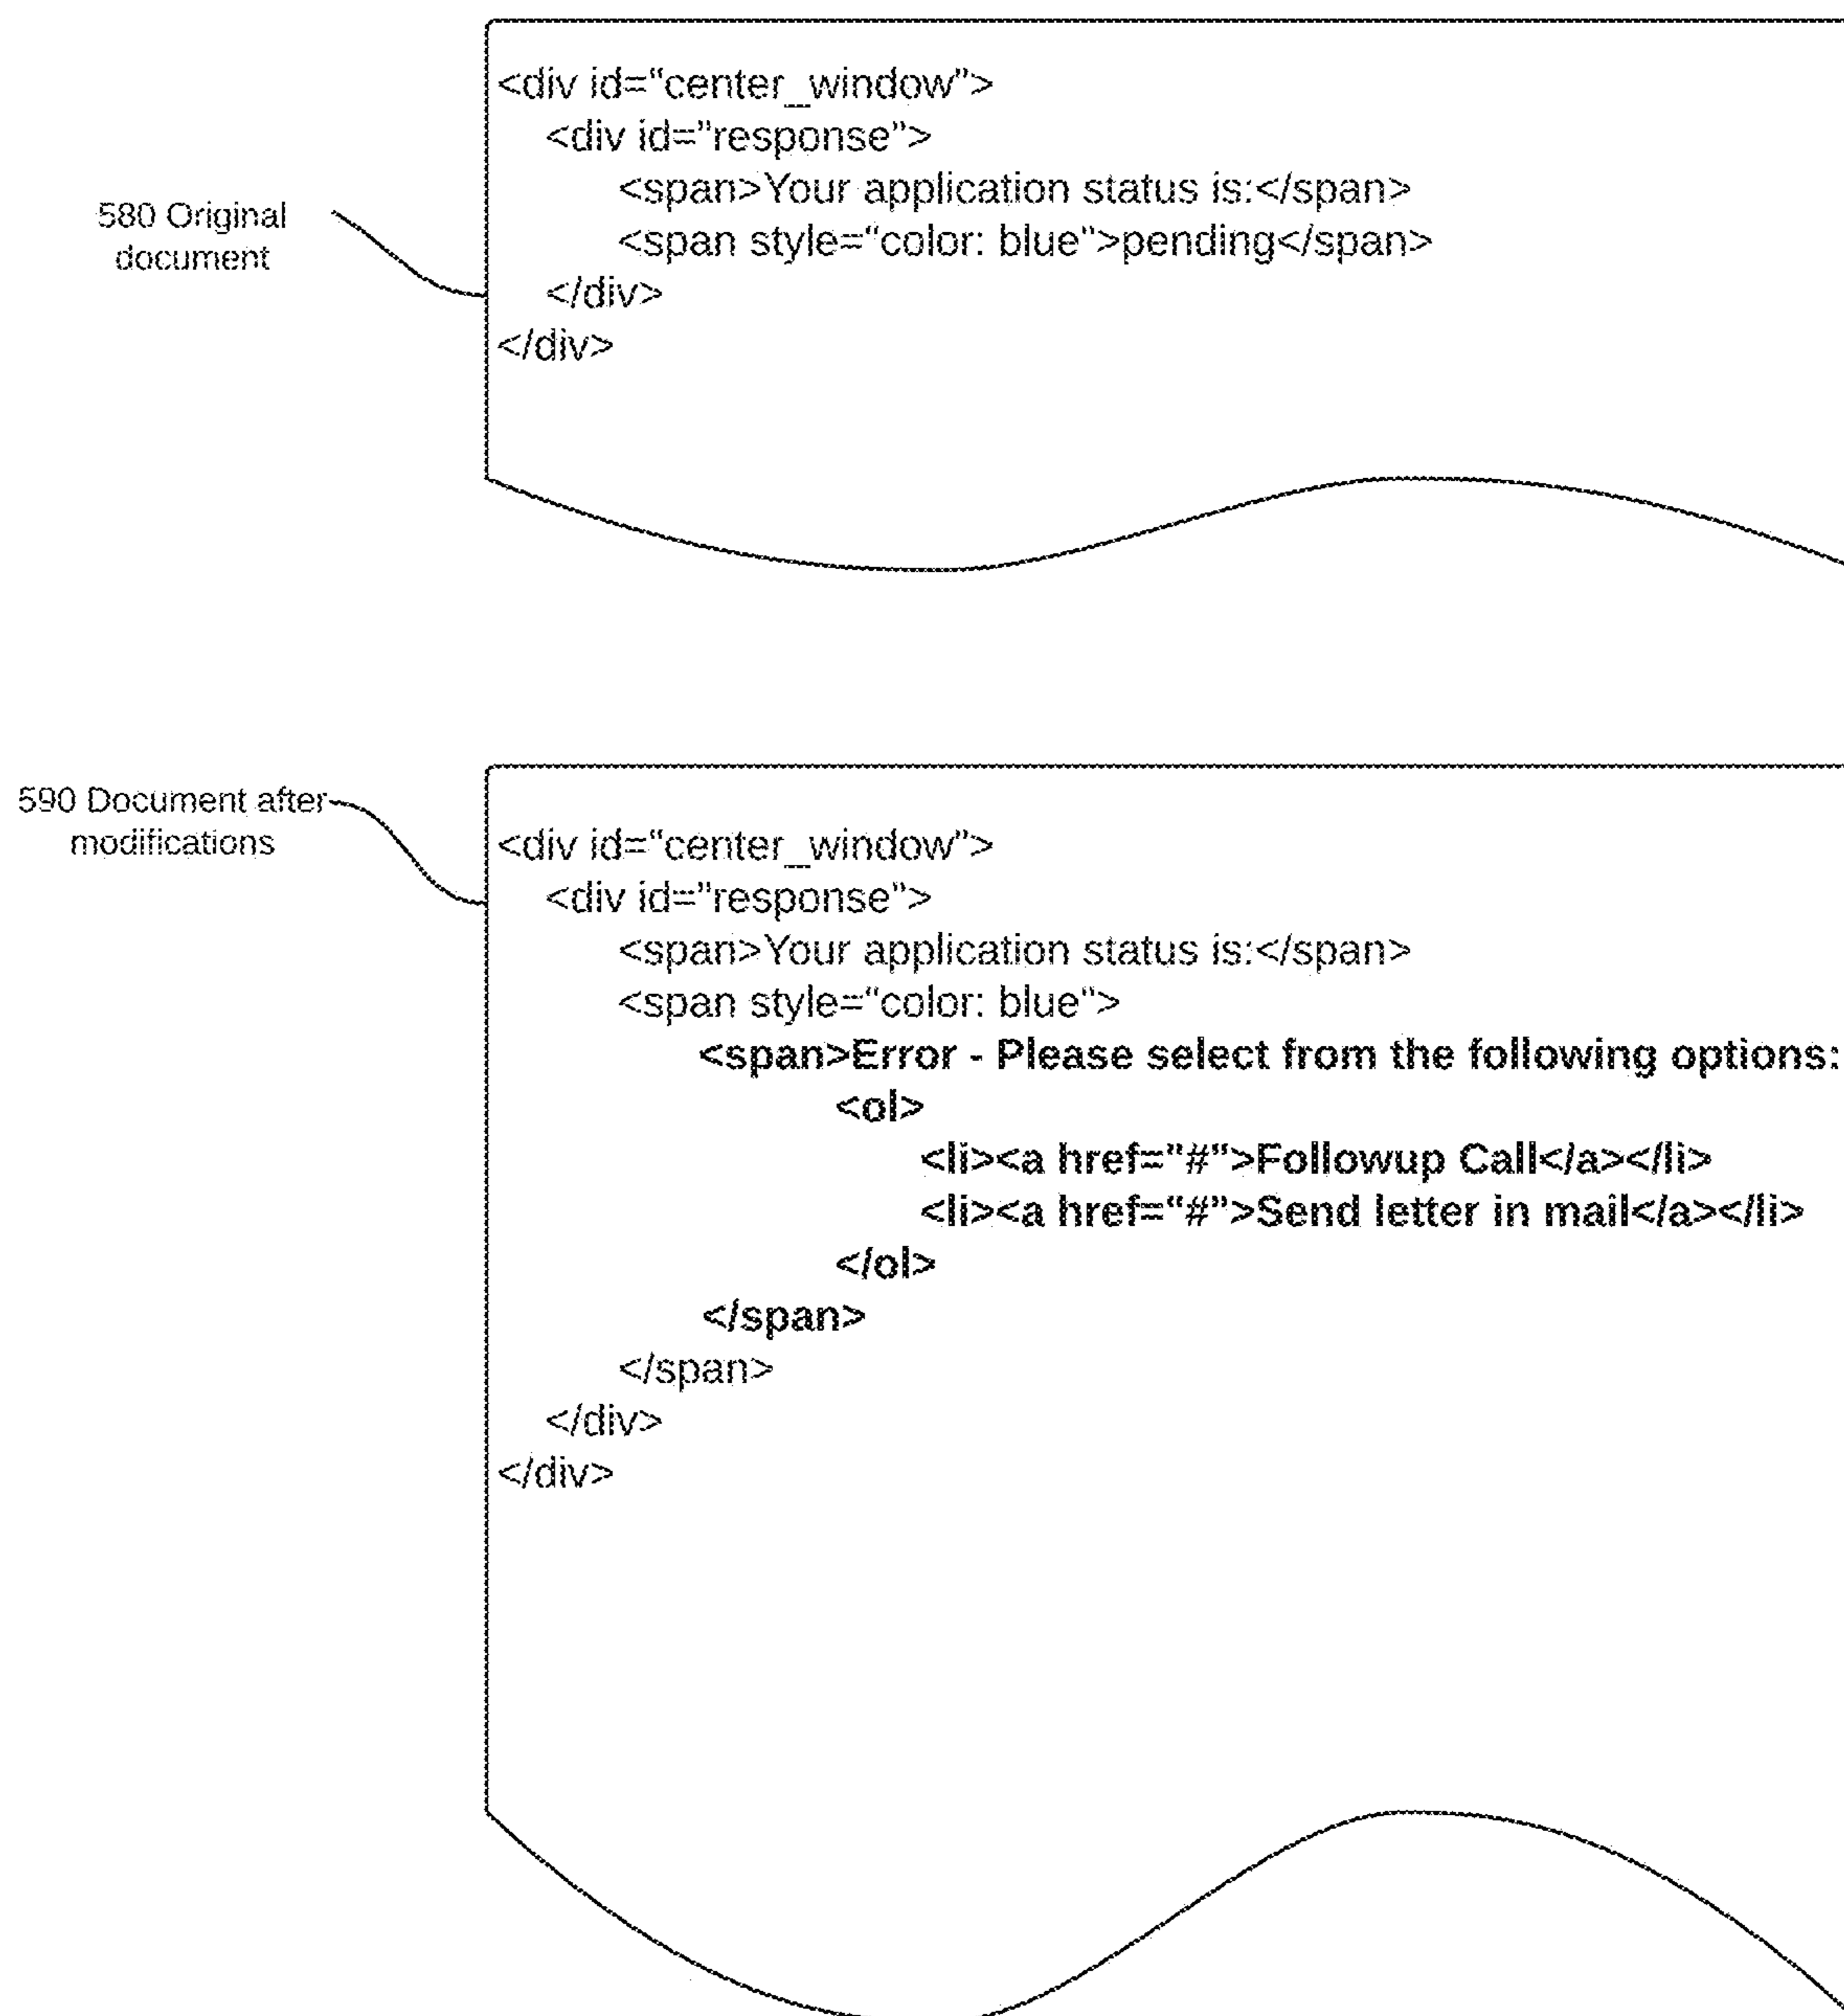 <div id="center_window">
<div id="response">
<span>Your application status is:</span>
<span style="color: blue">pending</span>
</div>
</div>
580 Original
document
590 Document after
modifications
<div id="center_window">
<div id="response">
<span>Your application status is:</span>
<span style="color: blue">
<span>Error - Please select from the following options:
<ol>
<li><a href="#">Followup Call</a></li>
<li><a href="#">Send letter in mail</a></li>
</ol>
</span>
</span>
</div>
</div>